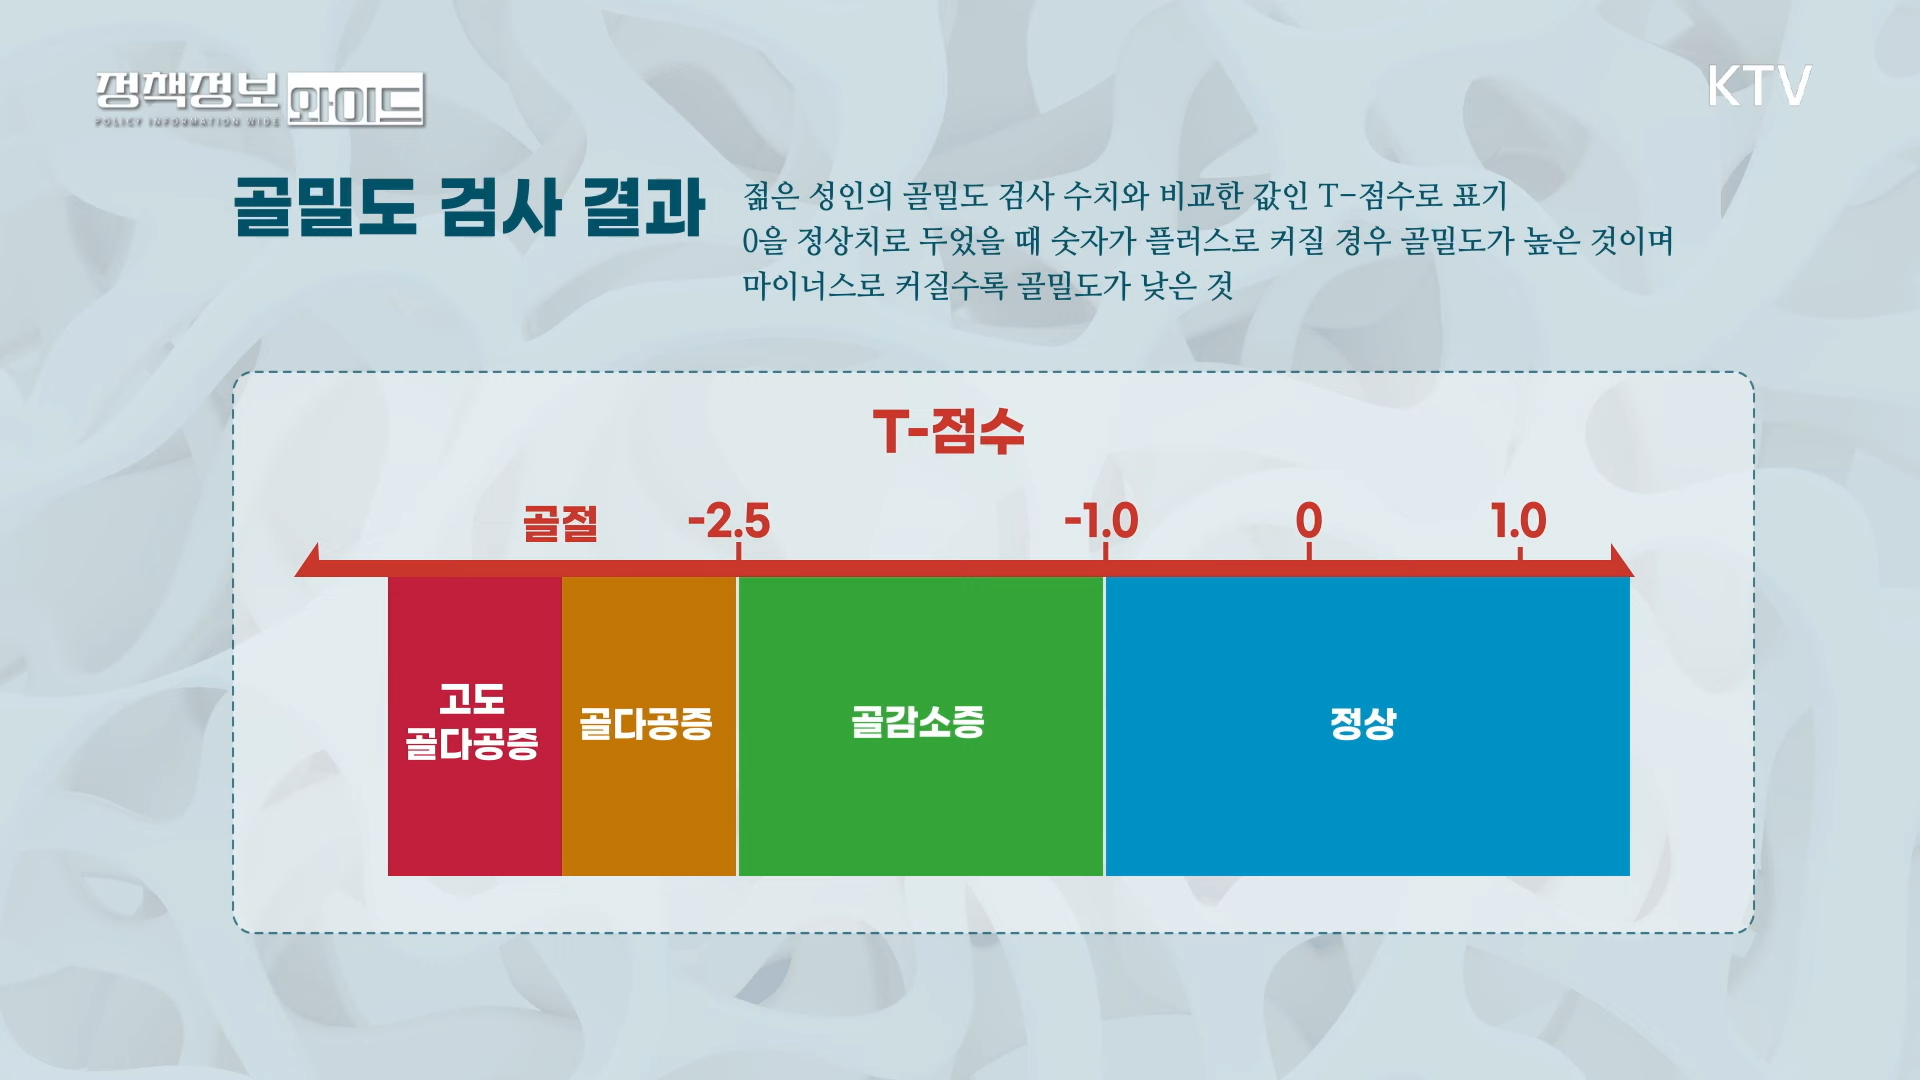 정책정보 와이드
POLICY INFORMATION WIDE
KTV
골밀도 검사 결과
젊은 성인의 골밀도 검사 수치와 비교한 값인 T-점수로 표기
0을 정상치로 두었을 때 숫자가 플러스로 커질 경우 골밀도가 높은 것이며
마이너스로 커질수록 골밀도가 낮은 것
T-점수
골절 -2.5 -1.0 0 1.0
고도
골다공증
골다공증
골감소증
정상